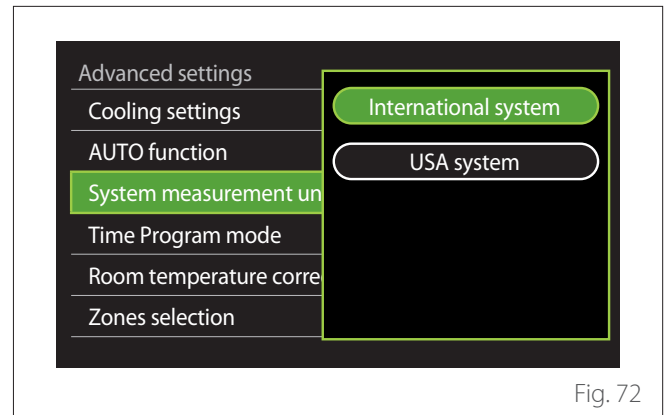 Advanced settings
Cooling settings
AUTO function
System measurement un
Time Program mode
Room temperature corre
Zones selection
International system
USA system
Fig. 72